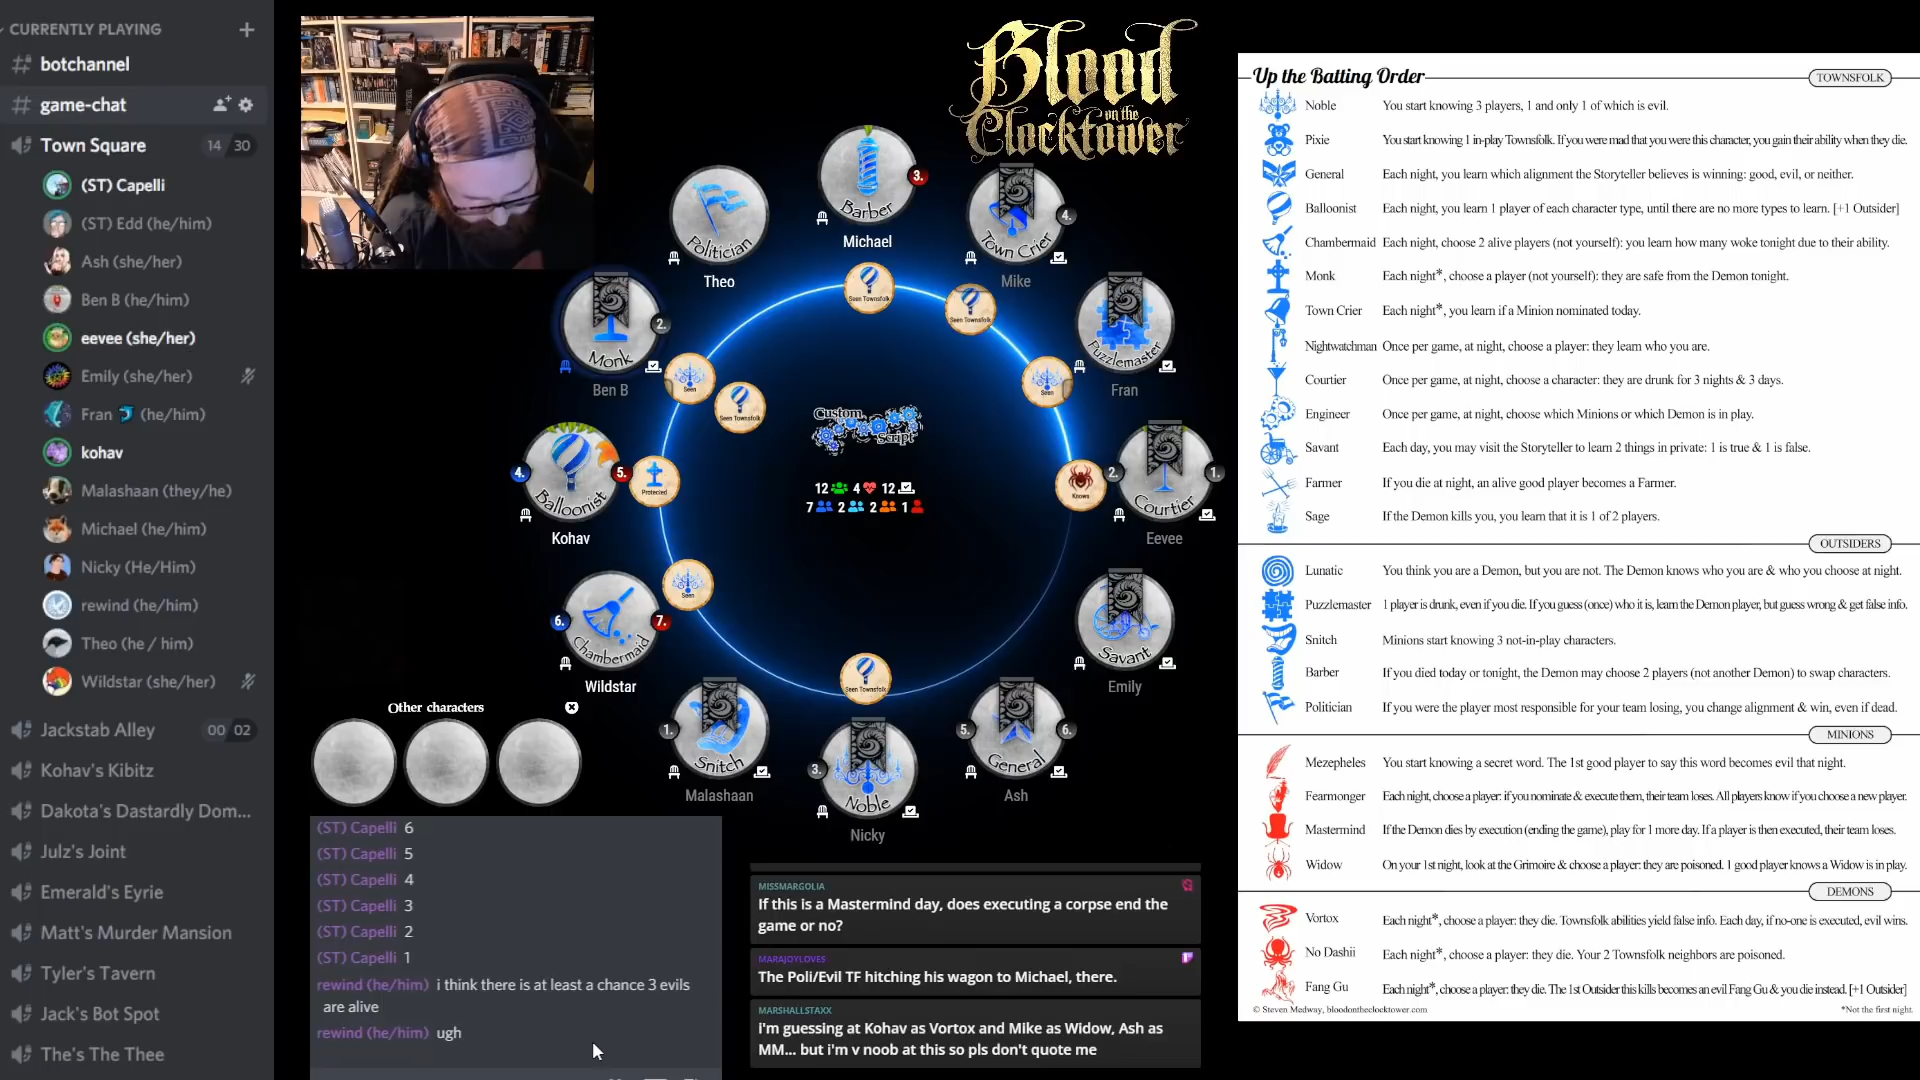 CURRENTLY PLAYING
botchannel
game-chat
Town Square 14 30
(ST) Capelli
(ST) Edd (he/him)
Ash (she/her)
Ben B (he/him)
eevee (she/her)
Emily (she/her)
Fran (he/him)
kohav
Malashaan (they/he)
Michael (he/him)
Nicky (He/Him)
rewind (he/him)
Theo (he / him)
Wildstar (she/her)
Jackstab Alley 00 02
Kohav's Kibitz
Dakota's Dastardly Dom...
Julz's Joint
Emerald's Eyrie
Matt's Murder Mansion
Tyler's Tavern
Jack's Bot Spot
The's The Thee
Blood
on the
Clocktower
Barber
3.
Michael
Seen Townsfolk
Town Crier
4.
Mike
Seen Townsfolk
Puzzlemaster
Fran
Seen
2.
Courtier
1.
Eevee
Knows
Savant
Emily
5.
General
6.
Ash
3.
Noble
Nicky
Seen Townsfolk
1.
Snitch
Malashaan
6.
Chambermaid
7.
Wildstar
Seen
4.
Balloonist
5.
Kohav
Protected
Monk
2.
Ben B
Seen
Seen Townsfolk
Politician
Theo
Custom
Script
12 4 12
7 2 2 1
Other characters
(ST) Capelli 6
(ST) Capelli 5
(ST) Capelli 4
(ST) Capelli 3
(ST) Capelli 2
(ST) Capelli 1
rewind (he/him) i think there is at least a chance 3 evils
are alive
rewind (he/him) ugh
MISSMARGOLIA
If this is a Mastermind day, does executing a corpse end the
game or no?
MARAJOYLOVES
The Poli/Evil TF hitching his wagon to Michael, there.
MARSHALLSTAXX
i'm guessing at Kohav as Vortox and Mike as Widow, Ash as
MM... but i'm v noob at this so pls don't quote me
Up the Batting Order
TOWNSFOLK
Noble You start knowing 3 players, 1 and only 1 of which is evil.
Pixie You start knowing 1 in-play Townsfolk. If you were mad that you were this character, you gain their ability when they die.
General Each night, you learn which alignment the Storyteller believes is winning: good, evil, or neither.
Balloonist Each night, you learn 1 player of each character type, until there are no more types to learn. [+1 Outsider]
Chambermaid Each night, choose 2 alive players (not yourself): you learn how many woke tonight due to their ability.
Monk Each night*, choose a player (not yourself): they are safe from the Demon tonight.
Town Crier Each night*, you learn if a Minion nominated today.
Nightwatchman Once per game, at night, choose a player: they learn who you are.
Courtier Once per game, at night, choose a character: they are drunk for 3 nights & 3 days.
Engineer Once per game, at night, choose which Minions or which Demon is in play.
Savant Each day, you may visit the Storyteller to learn 2 things in private: 1 is true & 1 is false.
Farmer If you die at night, an alive good player becomes a Farmer.
Sage If the Demon kills you, you learn that it is 1 of 2 players.
OUTSIDERS
Lunatic You think you are a Demon, but you are not. The Demon knows who you are & who you choose at night.
Puzzlemaster 1 player is drunk, even if you die. If you guess (once) who it is, learn the Demon player, but guess wrong & get false info.
Snitch Minions start knowing 3 not-in-play characters.
Barber If you died today or tonight, the Demon may choose 2 players (not another Demon) to swap characters.
Politician If you were the player most responsible for your team losing, you change alignment & win, even if dead.
MINIONS
Mezepheles You start knowing a secret word. The 1st good player to say this word becomes evil that night.
Fearmonger Each night, choose a player: if you nominate & execute them, their team loses. All players know if you choose a new player.
Mastermind If the Demon dies by execution (ending the game), play for 1 more day. If a player is then executed, their team loses.
Widow On your 1st night, look at the Grimoire & choose a player: they are poisoned. 1 good player knows a Widow is in play.
DEMONS
Vortox Each night*, choose a player: they die. Townsfolk abilities yield false info. Each day, if no-one is executed, evil wins.
No Dashii Each night*, choose a player: they die. Your 2 Townsfolk neighbors are poisoned.
Fang Gu Each night*, choose a player: they die. The 1st Outsider this kills becomes an evil Fang Gu & you die instead. [+1 Outsider]
© Steven Medway, bloodontheclocktower.com *Not the first night.